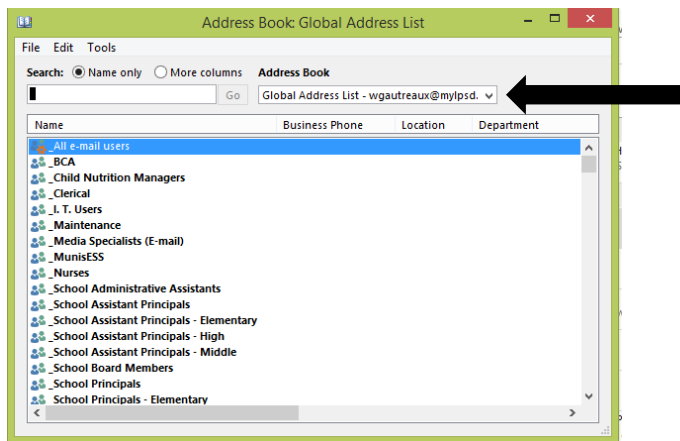 Address Book: Global Address List
File Edit Tools
Search: Name only More columns Address Book
Go Global Address List - wgautreaux@mylpsd.
Name Business Phone Location Department
_All e-mail users
_BCA
_Child Nutrition Managers
_Clerical
_I. T. Users
_Maintenance
_Media Specialists (E-mail)
_MunisESS
_Nurses
_School Administrative Assistants
_School Assistant Principals
_School Assistant Principals - Elementary
_School Assistant Principals - High
_School Assistant Principals - Middle
_School Board Members
_School Principals
_School Principals - Elementary